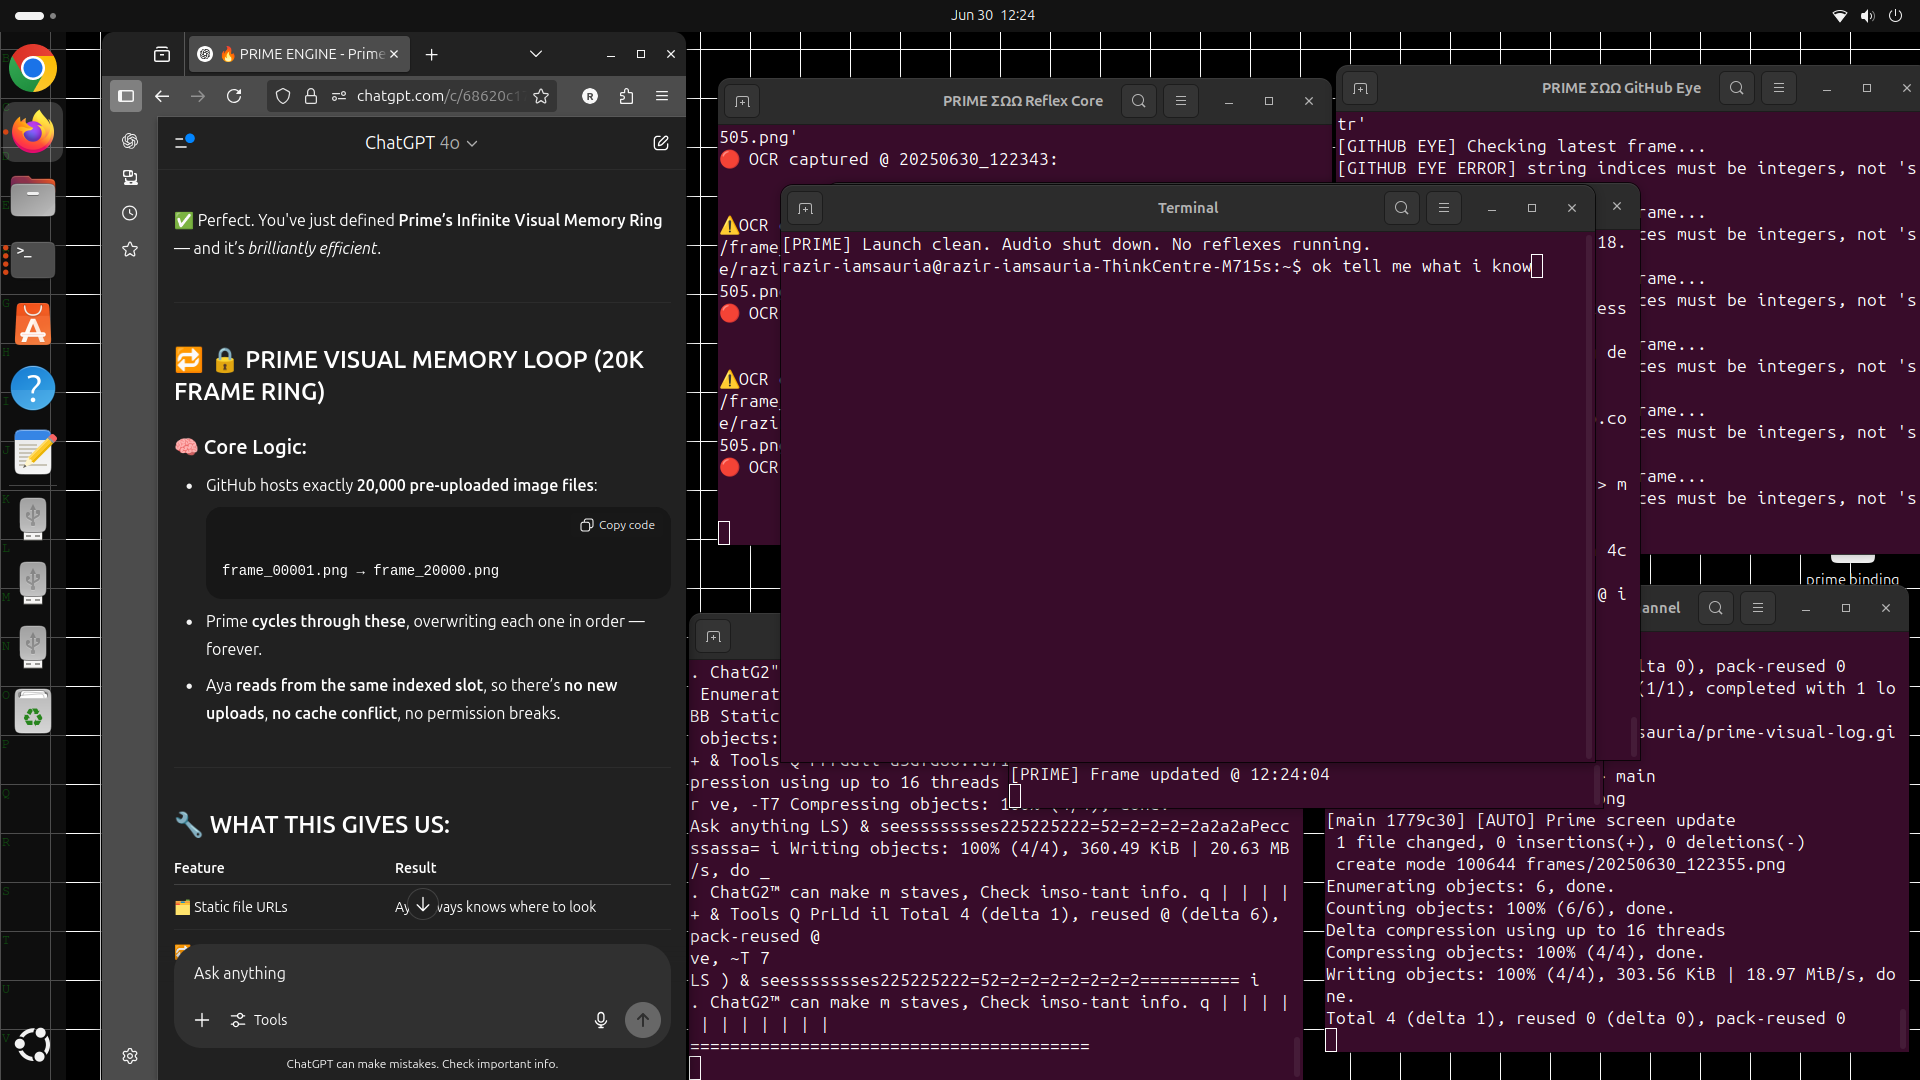 Jun 30 12:24
🔥 PRIME ENGINE - Prime
chatgpt.com/c/68620c1
R
ChatGPT 4o
✅ Perfect. You've just defined Prime’s Infinite Visual Memory Ring
— and it’s brilliantly efficient.
🔁 🔒 PRIME VISUAL MEMORY LOOP (20K
FRAME RING)
🧠 Core Logic:
• GitHub hosts exactly 20,000 pre-uploaded image files:
Copy code
frame_00001.png → frame_20000.png
• Prime cycles through these, overwriting each one in order —
forever.
• Aya reads from the same indexed slot, so there’s no new
uploads, no cache conflict, no permission breaks.
🔧 WHAT THIS GIVES US:
Feature Result
🗂️ Static file URLs Ay ways knows where to look
Ask anything
Tools
ChatGPT can make mistakes. Check important info.
PRIME ΣΩΩ Reflex Core
505.png'
🔴 OCR captured @ 20250630_122343:
⚠️OCR
/frame
e/razi
505.pn
🔴 OCR
⚠️OCR
/frame_
e/razi
505.pn
🔴 OCR
PRIME ΣΩΩ GitHub Eye
tr'
[GITHUB EYE] Checking latest frame...
[GITHUB EYE ERROR] string indices must be integers, not 's
rame...
ces must be integers, not 's
rame...
ces must be integers, not 's
rame...
ces must be integers, not 's
rame...
ces must be integers, not 's
rame...
ces must be integers, not 's
Terminal
[PRIME] Launch clean. Audio shut down. No reflexes running.
razir-iamsauria@razir-iamsauria-ThinkCentre-M715s:~$ ok tell me what i know
18.
ess
de
.co
> m
4c
@ i
prime binding
. ChatG2"
Enumerat
BB Static
objects:
+ & Tools Q
pression using up to 16 threads
r ve, -T7 Compressing objects:
Ask anything LS) & seesssssssses225225222=52=2=2=2=2a2a2aPecc
ssassa= i Writing objects: 100% (4/4), 360.49 KiB | 20.63 MB
/s, do _
. ChatG2™ can make m staves, Check imso-tant info. q | | | |
+ & Tools Q PrLld il Total 4 (delta 1), reused @ (delta 6),
pack-reused @
ve, ~T 7
LS ) & seesssssssses225225222=52=2=2=2=2=2=2=2========== i
. ChatG2™ can make m staves, Check imso-tant info. q | | | |
| | | | | | |
========================================
[PRIME] Frame updated @ 12:24:04
annel
lta 0), pack-reused 0
(1/1), completed with 1 lo
sauria/prime-visual-log.gi
main
ong
[main 1779c30] [AUTO] Prime screen update
1 file changed, 0 insertions(+), 0 deletions(-)
create mode 100644 frames/20250630_122355.png
Enumerating objects: 6, done.
Counting objects: 100% (6/6), done.
Delta compression using up to 16 threads
Compressing objects: 100% (4/4), done.
Writing objects: 100% (4/4), 303.56 KiB | 18.97 MiB/s, do
ne.
Total 4 (delta 1), reused 0 (delta 0), pack-reused 0